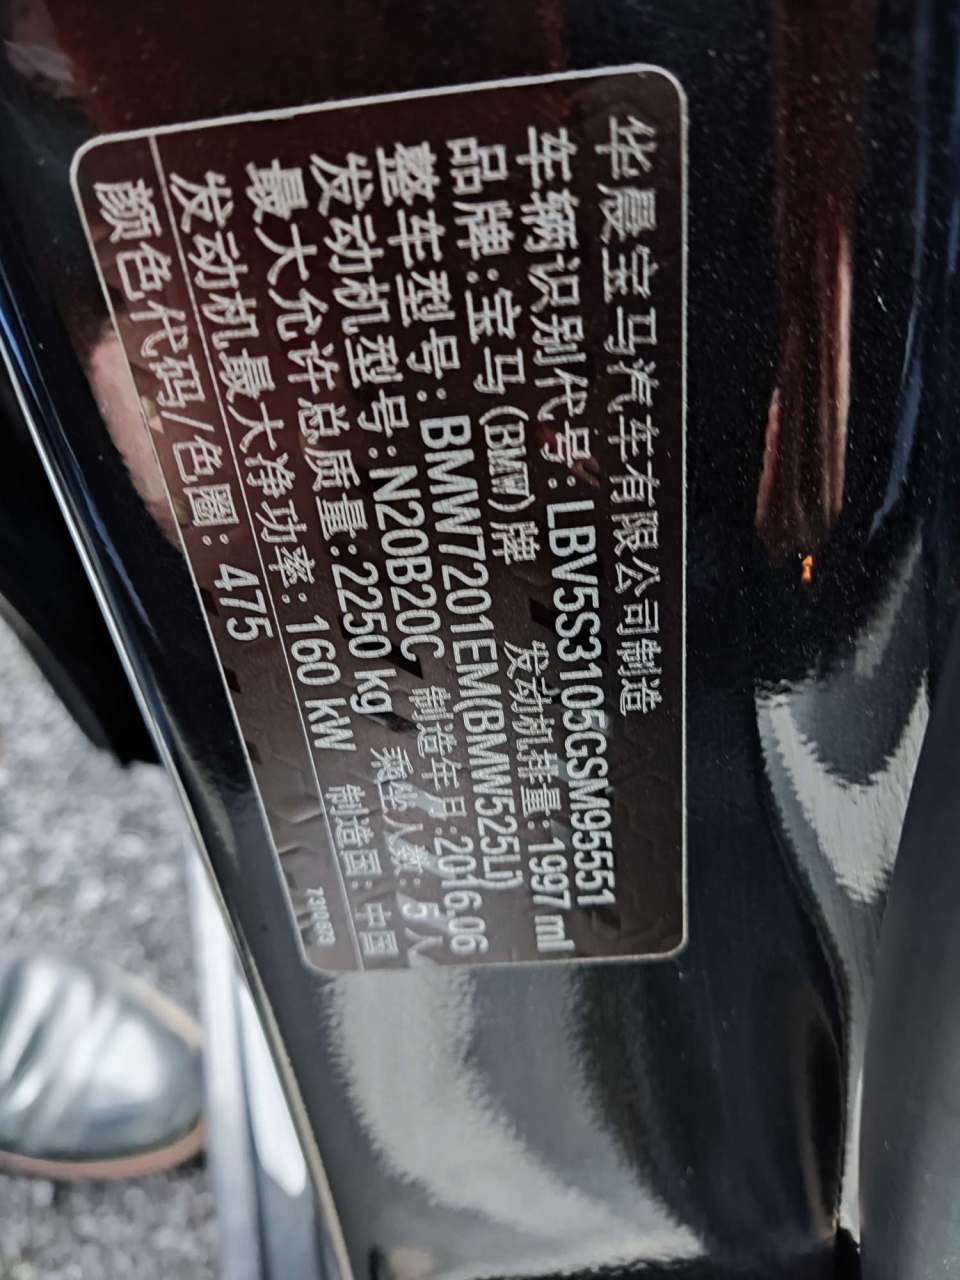 华晨宝马汽车有限公司制造
车辆识别代号:LBV5S3105GSM95551
品牌:宝马(BMW)牌 发动机排量:1997 ml
整车型号:BMW7201EM(BMW525Li)
发动机型号:N20B20C 制造年月:2016.06
最大允许总质量:2250 kg 乘坐人数:5人
发动机最大净功率:160 kW 制造国:中国
颜色代码/色圈:475